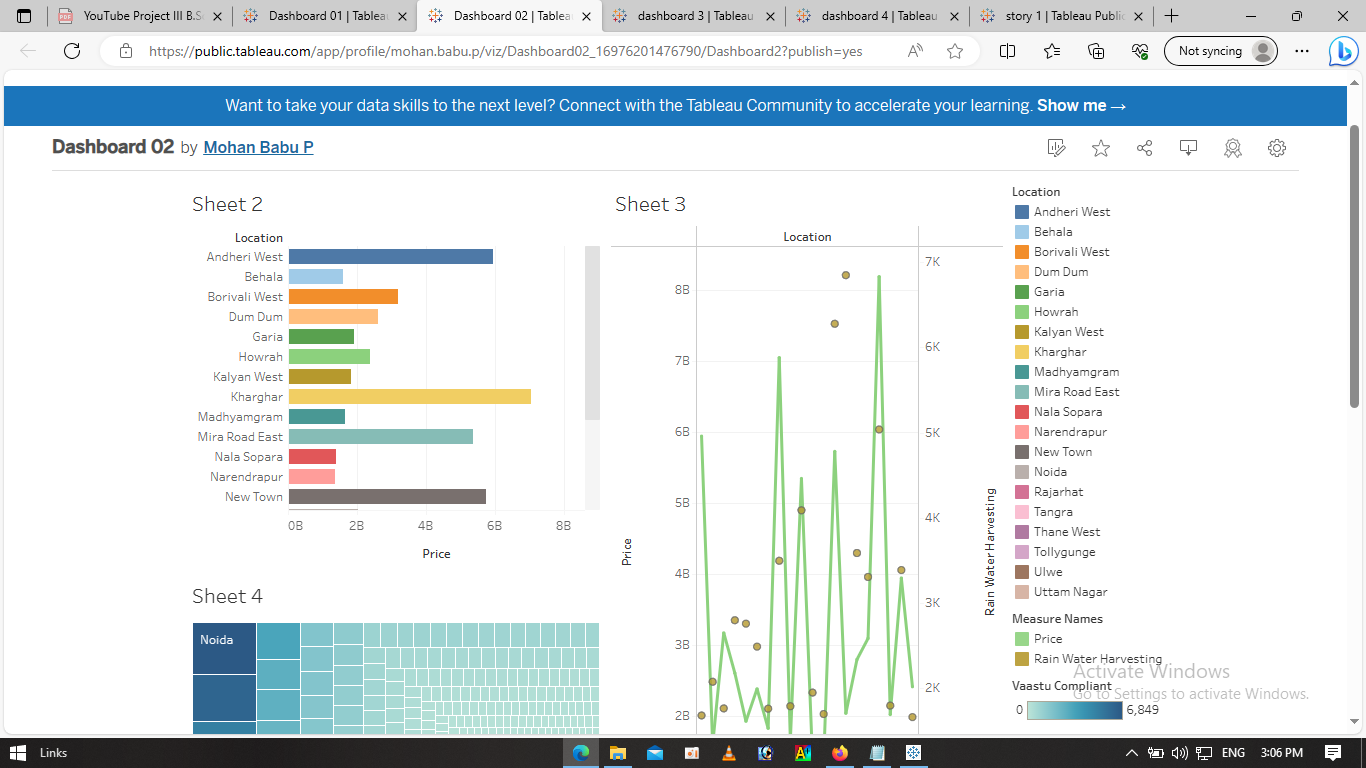 YouTube Project III B.S
Dashboard 01 | Tablea
Dashboard 02 | Tablea
dashboard 3 | Tableau
dashboard 4 | Tableau
story 1 | Tableau Public
https://public.tableau.com/app/profile/mohan.babu.p/viz/Dashboard02_16976201476790/Dashboard2?publish=yes
Not syncing
Want to take your data skills to the next level? Connect with the Tableau Community to accelerate your learning. Show me →
Dashboard 02 by Mohan Babu P
Sheet 2
Location
Andheri West
Behala
Borivali West
Dum Dum
Garia
Howrah
Kalyan West
Kharghar
Madhyamgram
Mira Road East
Nala Sopara
Narendrapur
New Town
0B 2B 4B 6B 8B
Price
Sheet 3
Location
8B
7B
6B
5B
4B
3B
2B
Price
7K
6K
5K
4K
3K
2K
Rain Water Harvesting
Sheet 4
Noida
Location
Andheri West
Behala
Borivali West
Dum Dum
Garia
Howrah
Kalyan West
Kharghar
Madhyamgram
Mira Road East
Nala Sopara
Narendrapur
New Town
Noida
Rajarhat
Tangra
Thane West
Tollygunge
Ulwe
Uttam Nagar
Measure Names
Price
Rain Water Harvesting
Vaastu Compliant
0 6,849
Activate Windows
Go to Settings to activate Windows.
Links
ENG
3:06 PM